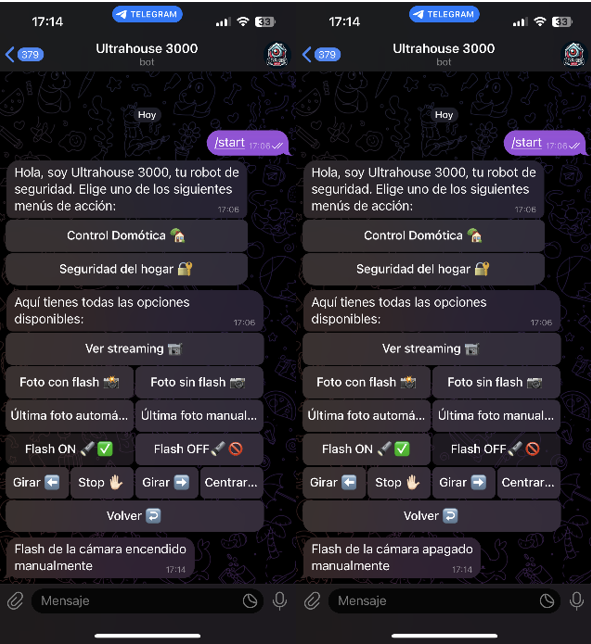 17:14
TELEGRAM
33
379
Ultrahouse 3000
bot
Hoy
/start 17:06
Hola, soy Ultrahouse 3000, tu robot de
seguridad. Elige uno de los siguientes
menús de acción:
17:06
Control Domótica
Seguridad del hogar
Aquí tienes todas las opciones
disponibles:
17:06
Ver streaming
Foto con flash
Foto sin flash
Última foto automá...
Última foto manual...
Flash ON
Flash OFF
Girar
Stop
Girar
Centrar...
Volver
Flash de la cámara encendido
manualmente
17:14
Mensaje
17:14
TELEGRAM
33
379
Ultrahouse 3000
bot
Hoy
/start 17:06
Hola, soy Ultrahouse 3000, tu robot de
seguridad. Elige uno de los siguientes
menús de acción:
17:06
Control Domótica
Seguridad del hogar
Aquí tienes todas las opciones
disponibles:
17:06
Ver streaming
Foto con flash
Foto sin flash
Última foto automá...
Última foto manual...
Flash ON
Flash OFF
Girar
Stop
Girar
Centrar...
Volver
Flash de la cámara apagado
manualmente
17:14
Mensaje